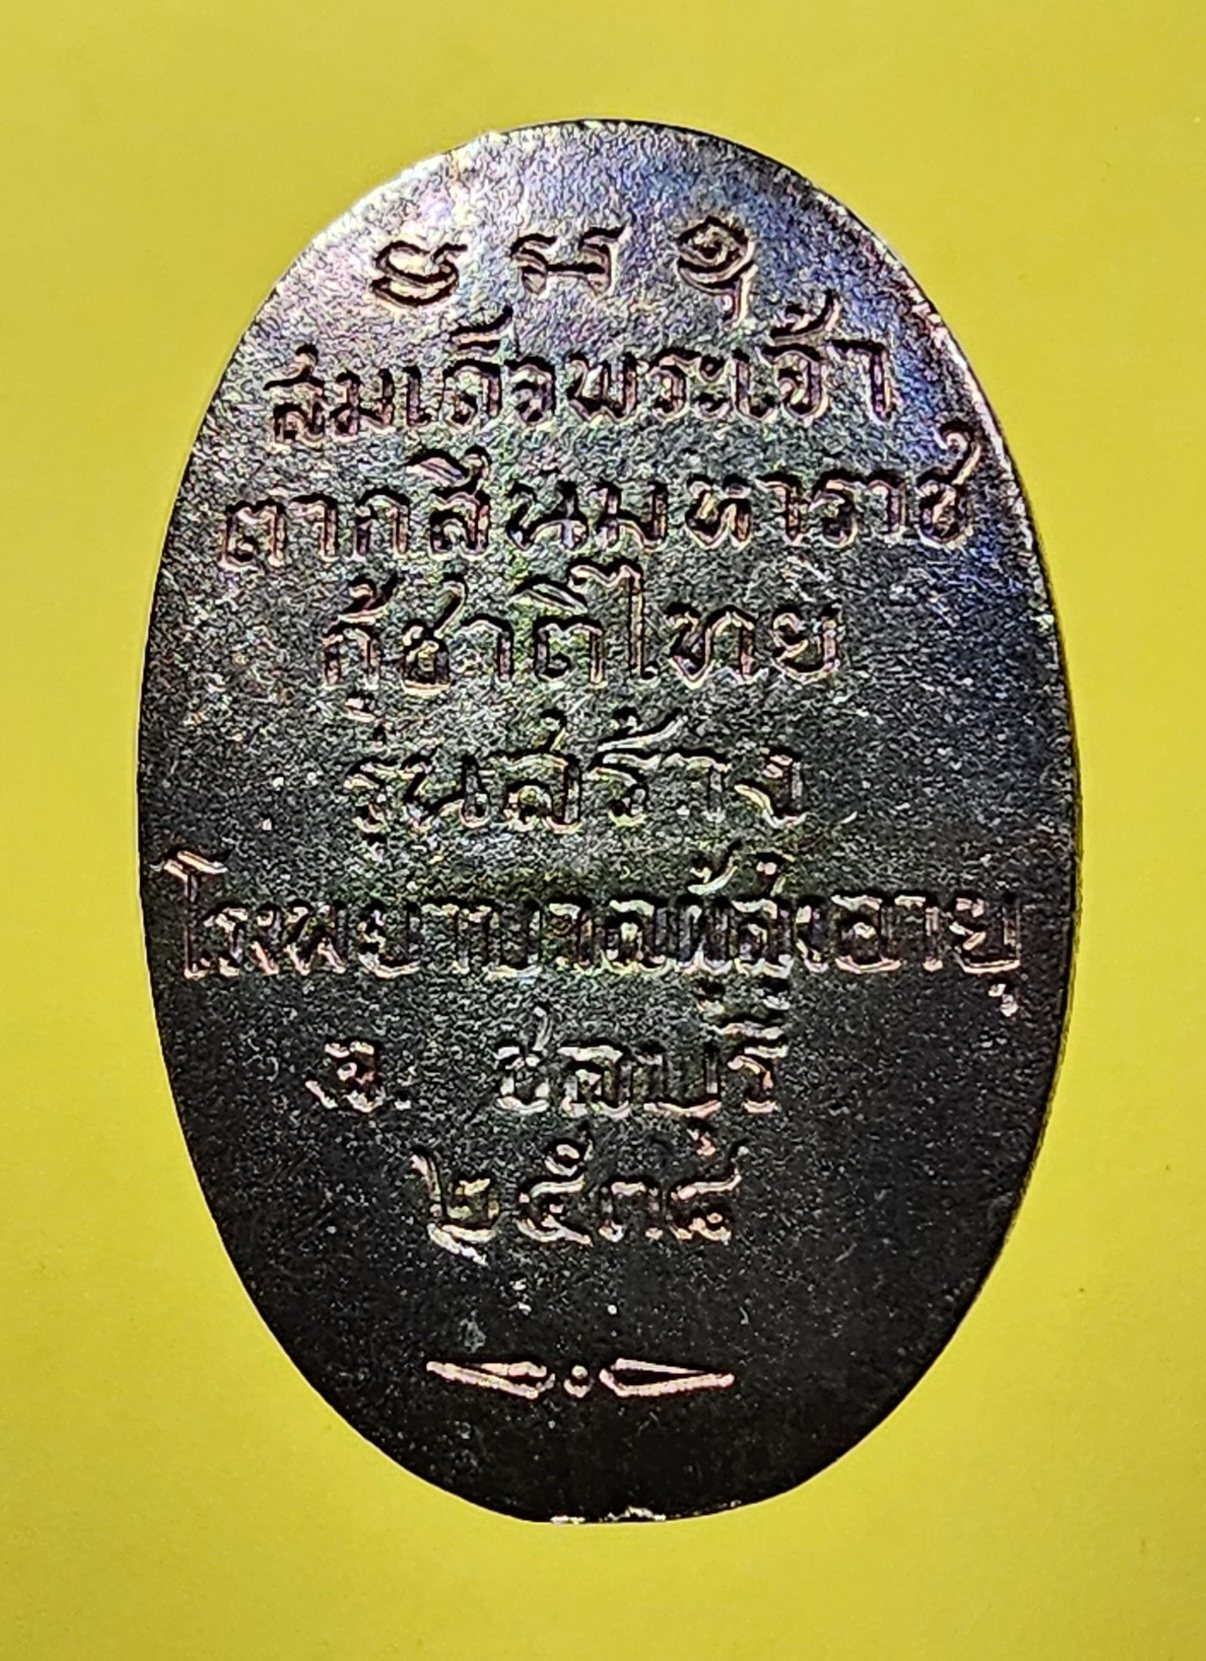 สมเด็จพระเจ้า
ตากสินมหาราช
กู้ชาติไทย
รุ่นสร้าง
โรงพยาบาลผู้สูงอายุ
จ. ชลบุรี
๒๕๓๘